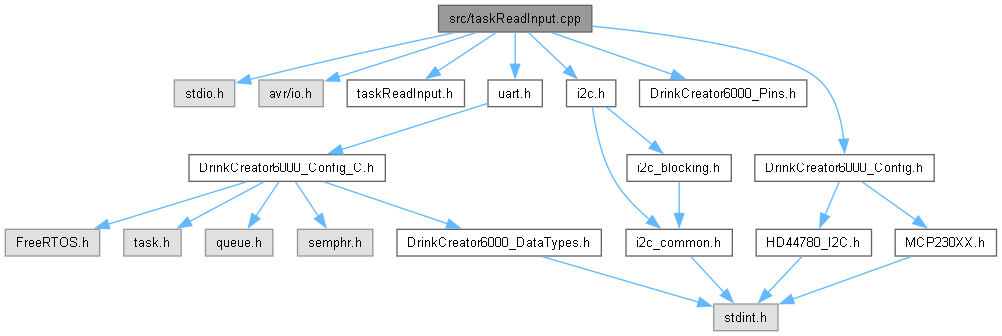 src/taskReadInput.cpp
stdio.h
avr/io.h
taskReadInput.h
uart.h
i2c.h
DrinkCreator6000_Pins.h
DrinkCreator6000_Config_C.h
i2c_blocking.h
DrinkCreator6000_Config.h
FreeRTOS.h
task.h
queue.h
semphr.h
DrinkCreator6000_DataTypes.h
i2c_common.h
HD44780_I2C.h
MCP230XX.h
stdint.h